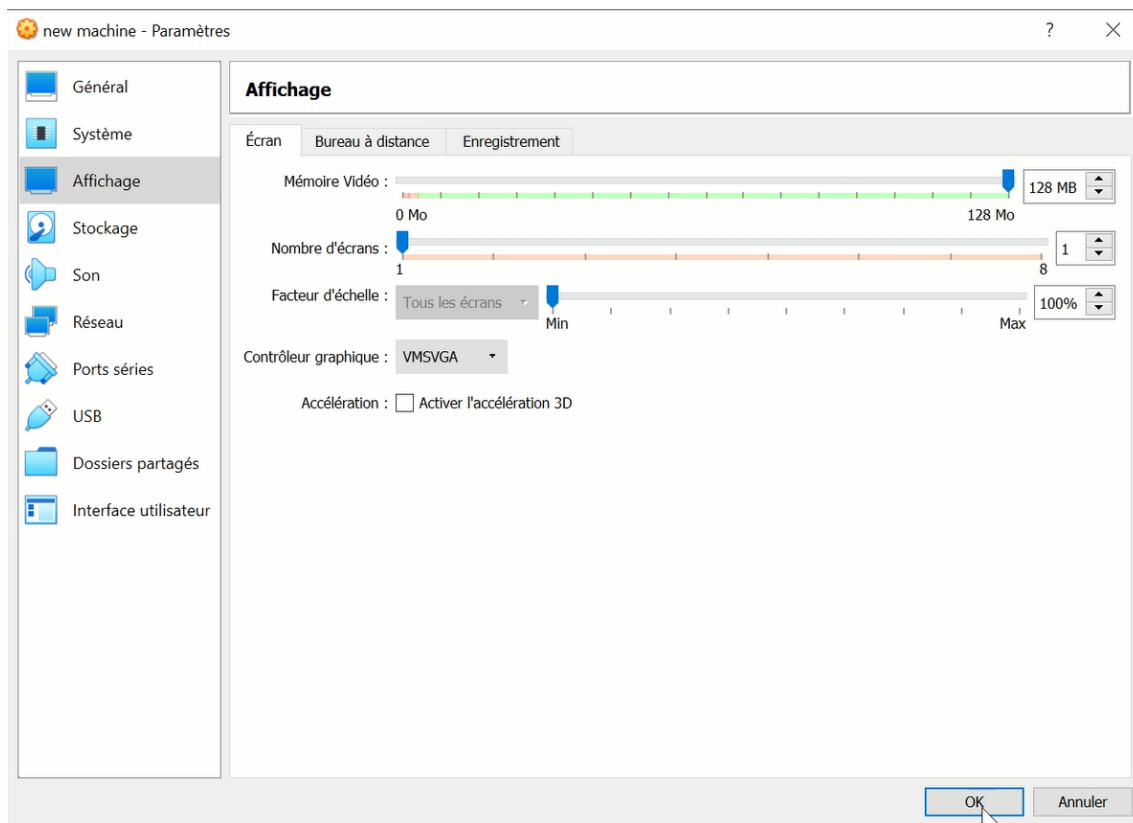 new machine - Paramètres ? ×
Général
Système
Affichage
Stockage
Son
Réseau
Ports séries
USB
Dossiers partagés
Interface utilisateur
Affichage
Écran Bureau à distance Enregistrement
Mémoire Vidéo : 128 MB
0 Mo 128 Mo
Nombre d'écrans : 1
1 8
Facteur d'échelle : Tous les écrans 100%
Min Max
Contrôleur graphique : VMSVGA
Accélération : Activer l'accélération 3D
OK Annuler